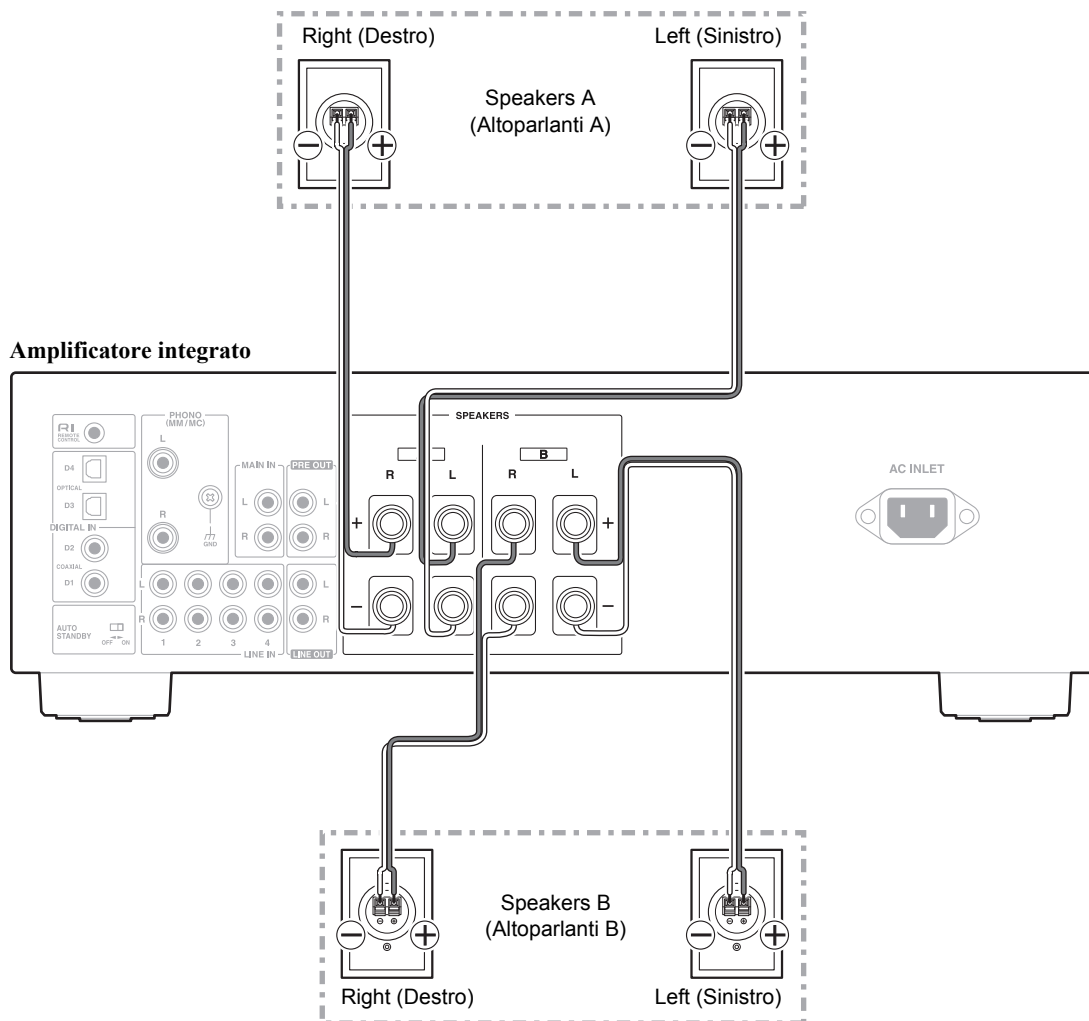 Right (Destro)
Left (Sinistro)
Speakers A
(Altoparlanti A)
− +
− +
Amplificatore integrato
RI
REMOTE
CONTROL
D4
OPTICAL
D3
DIGITAL IN
D2
COAXIAL
D1
AUTO
STANDBY
OFF ON
PHONO
(MM/MC)
L
R
GND
MAIN IN
L
R
PRE OUT
L
R
L
R
1 2 3 4
LINE IN
L
R
LINE OUT
SPEAKERS
B
R L R L
+ +
− −
AC INLET
Speakers B
(Altoparlanti B)
− +
− +
Right (Destro)
Left (Sinistro)